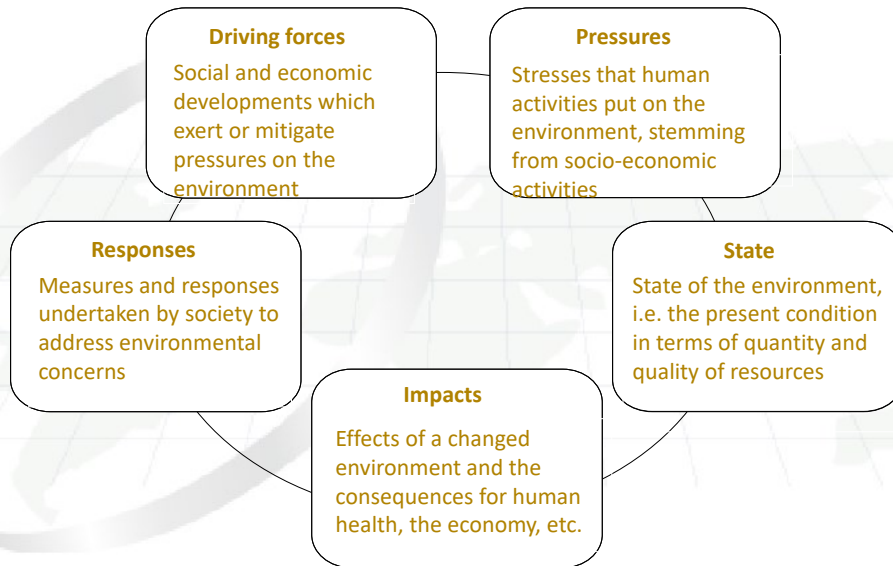 Driving forces
Social and economic
developments which
exert or mitigate
pressures on the
environment
Pressures
Stresses that human
activities put on the
environment, stemming
from socio-economic
activities
State
State of the environment,
i.e. the present condition
in terms of quantity and
quality of resources
Impacts
Effects of a changed
environment and the
consequences for human
health, the economy, etc.
Responses
Measures and responses
undertaken by society to
address environmental
concerns